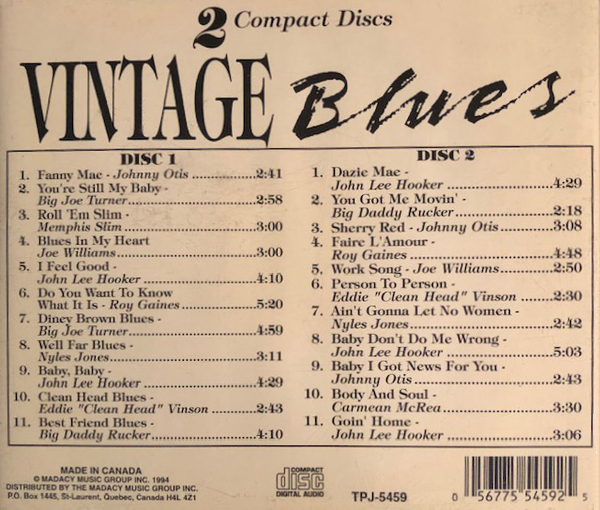 2 Compact Discs
VINTAGE Blues
DISC 1
1. Fanny Mae - Johnny Otis 2:41
2. You're Still My Baby -
Big Joe Turner 2:58
3. Roll 'Em Slim -
Memphis Slim 3:00
4. Blues In My Heart
Joe Williams 3:00
5. I Feel Good -
John Lee Hooker 4:10
6. Do You Want To Know
What It Is - Roy Gaines 5:20
7. Diney Brown Blues -
Big Joe Turner 4:59
8. Well Far Blues -
Nyles Jones 3:11
9. Baby, Baby -
John Lee Hooker 4:29
10. Clean Head Blues -
Eddie "Clean Head" Vinson 2:43
11. Best Friend Blues -
Big Daddy Rucker 4:10
DISC 2
1. Dazie Mae -
John Lee Hooker 4:29
2. You Got Me Movin' -
Big Daddy Rucker 2:18
3. Sherry Red - Johnny Otis 3:08
4. Faire L'Amour -
Roy Gaines 4:48
5. Work Song - Joe Williams 2:50
6. Person To Person -
Eddie "Clean Head" Vinson 2:30
7. Ain't Gonna Let No Women -
Nyles Jones 2:42
8. Baby Don't Do Me Wrong -
John Lee Hooker 5:03
9. Baby I Got News For You -
Johnny Otis 2:43
10. Body And Soul -
Carmean McRea 3:30
11. Goin' Home -
John Lee Hooker 3:06
MADE IN CANADA
© MADACY MUSIC GROUP INC. 1994
DISTRIBUTED BY THE MADACY MUSIC GROUP INC.
P.O. Box 1445, St-Laurent, Quebec, Canada H4L 4Z1
COMPACT
disc
DIGITAL AUDIO
TPJ-5459
0 56775 54592 5